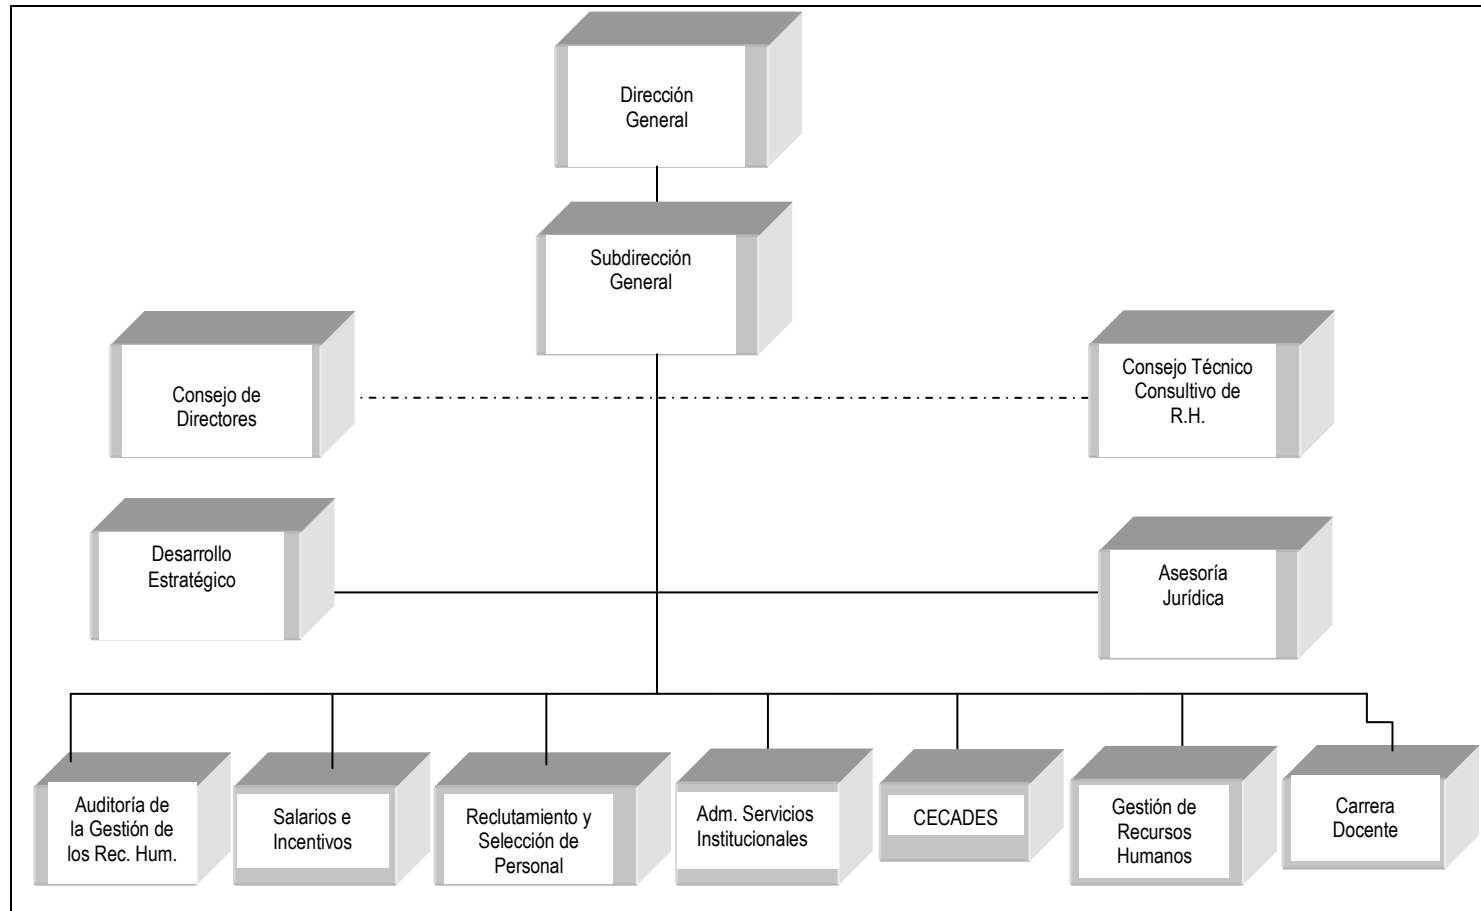 Dirección
General
Subdirección
General
Consejo de
Directores
Consejo Técnico
Consultivo de
R.H.
Desarrollo
Estratégico
Asesoría
Jurídica
Auditoría de
la Gestión de
los Rec. Hum.
Salarios e
Incentivos
Reclutamiento y
Selección de
Personal
Adm. Servicios
Institucionales
CECADES
Gestión de
Recursos
Humanos
Carrera
Docente